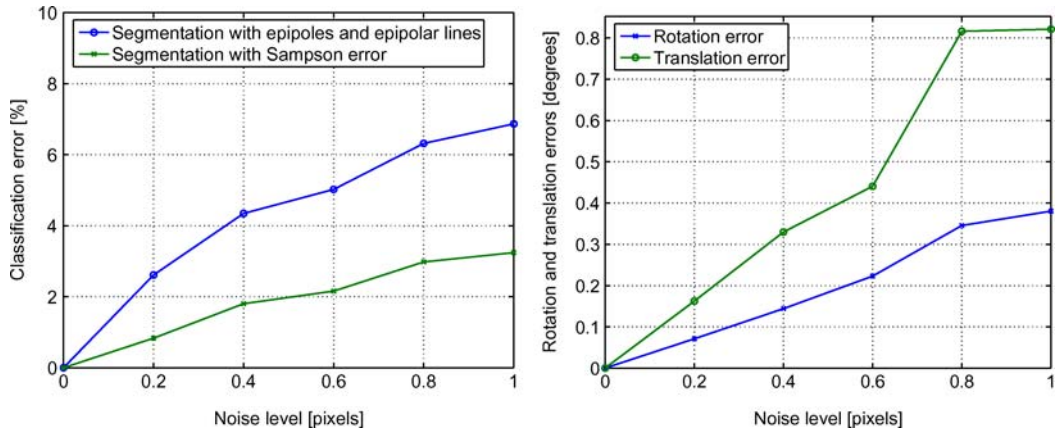 Segmentation with epipoles and epipolar lines
Segmentation with Sampson error
Classification error [%]
10
8
6
4
2
0
0 0.2 0.4 0.6 0.8 1
Noise level [pixels]
Rotation error
Translation error
Rotation and translation errors [degrees]
0.8
0.7
0.6
0.5
0.4
0.3
0.2
0.1
0
0 0.2 0.4 0.6 0.8 1
Noise level [pixels]